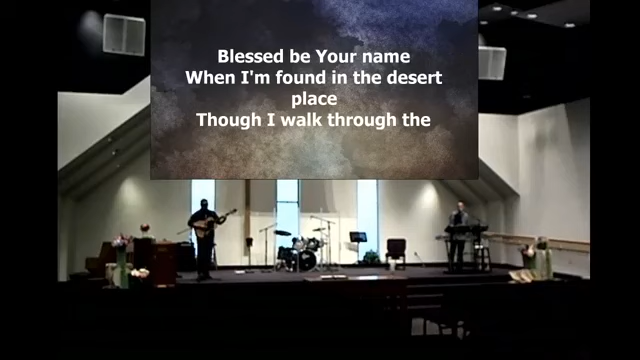 Blessed be Your name
When I'm found in the desert
place
Though I walk through the